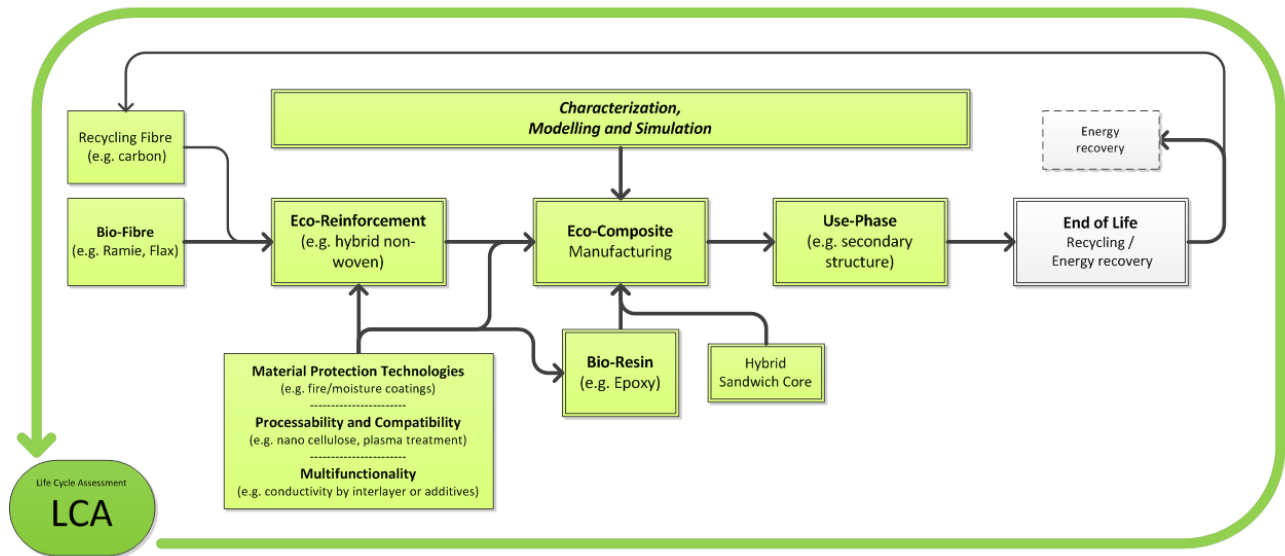 Characterization,
Modelling and Simulation
Recycling Fibre
(e.g. carbon)
Energy
recovery
Bio-Fibre
(e.g. Ramie, Flax)
Eco-Reinforcement
(e.g. hybrid non-
woven)
Eco-Composite
Manufacturing
Use-Phase
(e.g. secondary
structure)
End of Life
Recycling /
Energy recovery
Material Protection Technologies
(e.g. fire/moisture coatings)
------------------------
Processability and Compatibility
(e.g. nano cellulose, plasma treatment)
------------------------
Multifunctionality
(e.g. conductivity by interlayer or additives)
Bio-Resin
(e.g. Epoxy)
Hybrid
Sandwich Core
Life Cycle Assessment
LCA